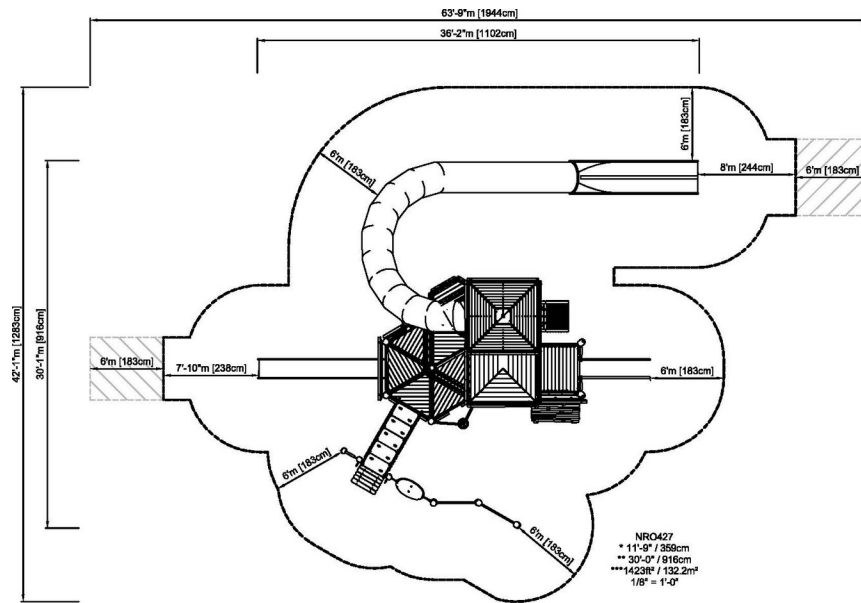 63'-9"m [1944cm]
36'-2"m [1102cm]
6'm [183cm]
6'm [183cm]
8'm [244cm]
6'm [183cm]
42'-1"m [1283cm]
30'-1"m [916cm]
6'm [183cm]
7'-10"m [238cm]
6'm [183cm]
6'm [183cm]
6'm [183cm]
NRO427
* 11'-9" / 359cm
** 30'-0" / 916cm
***1423ft² / 132.2m²
1/8" = 1'-0"